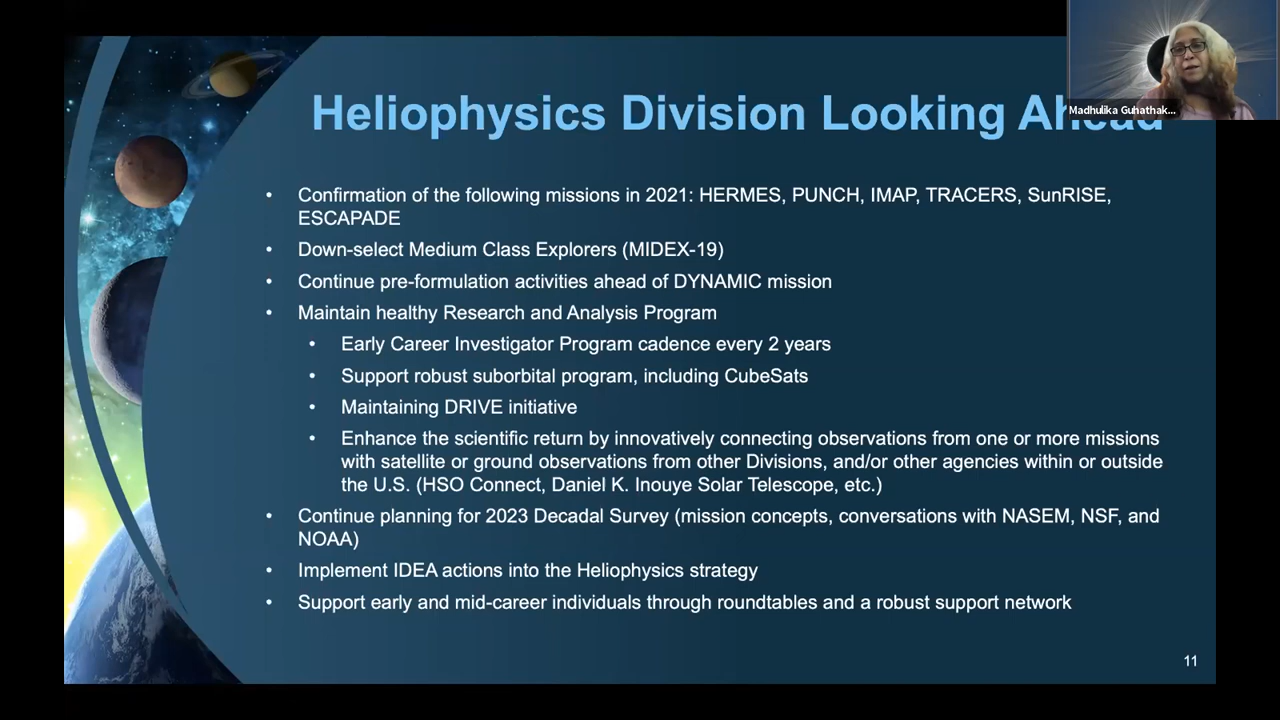 Heliophysics Division Looking Ahead
Madhulika Guhathak...
• Confirmation of the following missions in 2021: HERMES, PUNCH, IMAP, TRACERS, SunRISE,
ESCAPADE
• Down-select Medium Class Explorers (MIDEX-19)
• Continue pre-formulation activities ahead of DYNAMIC mission
• Maintain healthy Research and Analysis Program
• Early Career Investigator Program cadence every 2 years
• Support robust suborbital program, including CubeSats
• Maintaining DRIVE initiative
• Enhance the scientific return by innovatively connecting observations from one or more missions
with satellite or ground observations from other Divisions, and/or other agencies within or outside
the U.S. (HSO Connect, Daniel K. Inouye Solar Telescope, etc.)
• Continue planning for 2023 Decadal Survey (mission concepts, conversations with NASEM, NSF, and
NOAA)
• Implement IDEA actions into the Heliophysics strategy
• Support early and mid-career individuals through roundtables and a robust support network
11